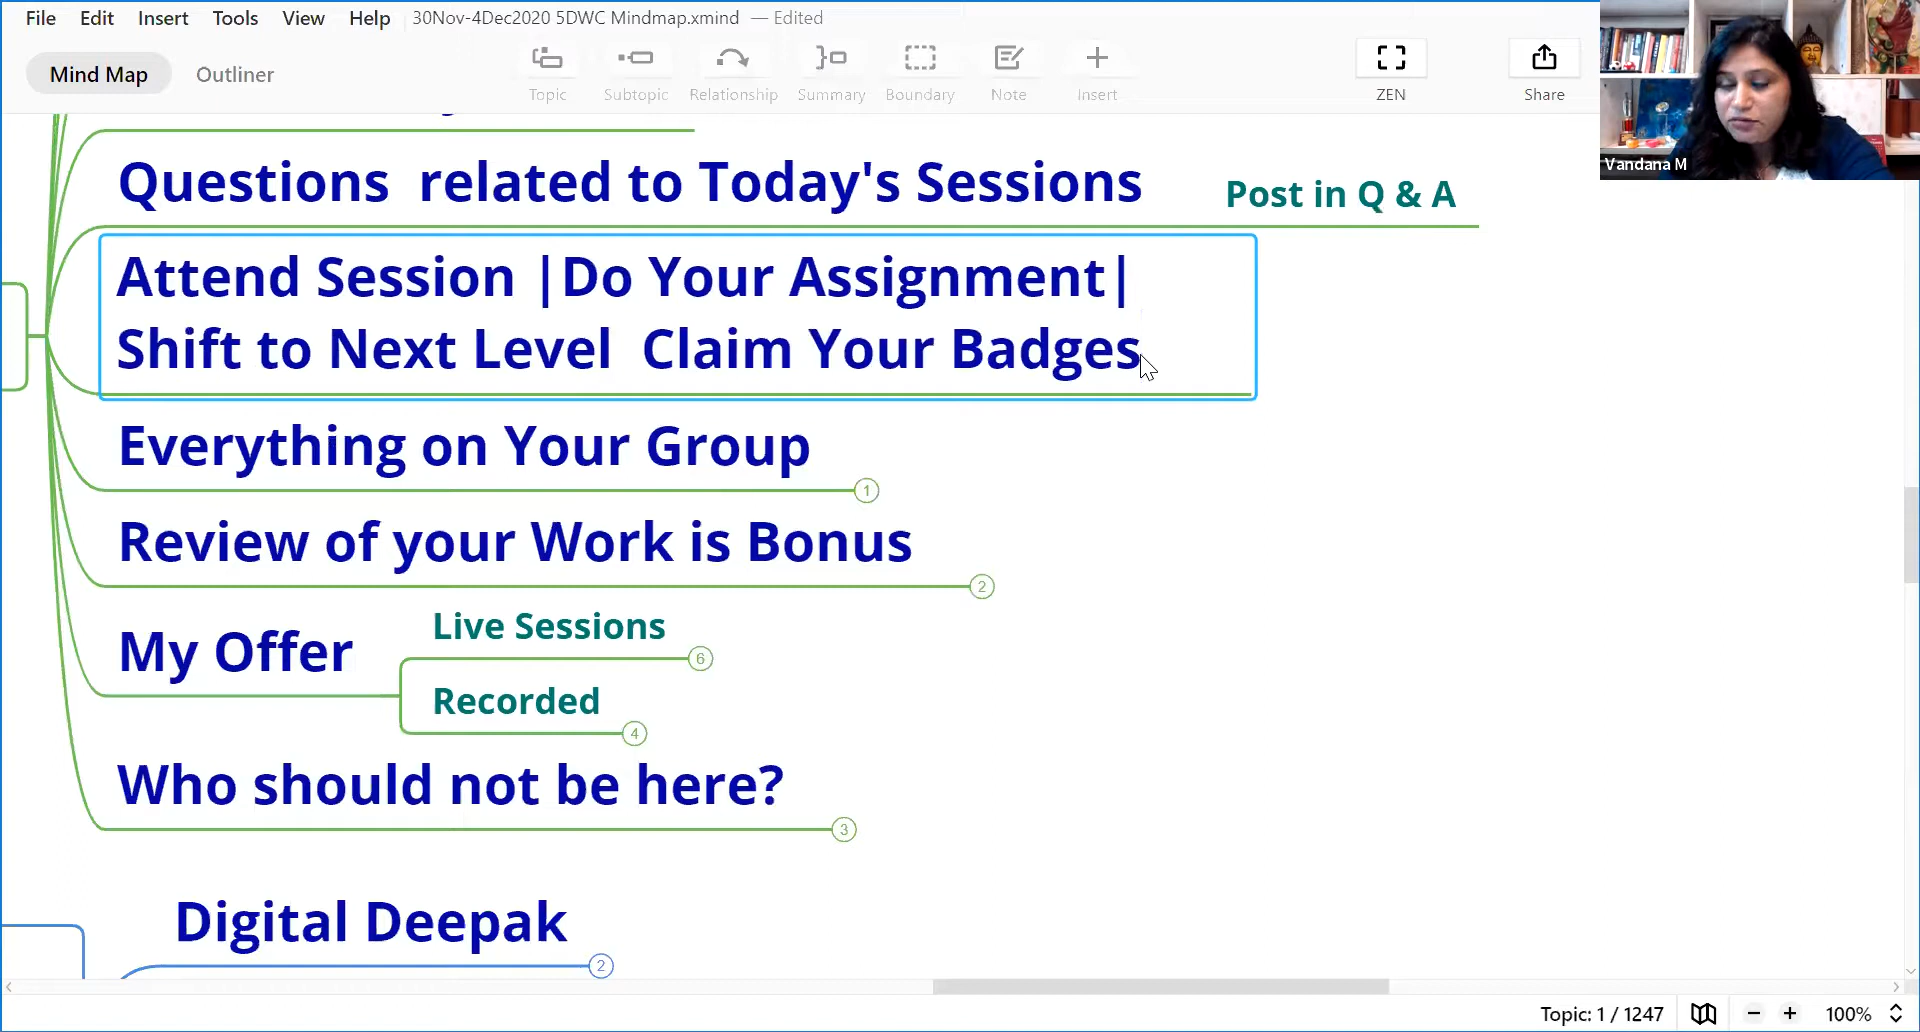 File Edit Insert Tools View Help 30Nov-4Dec2020 5DWC Mindmap.xmind — Edited
Mind Map Outliner
Topic Subtopic Relationship Summary Boundary Note Insert ZEN Share
Vandana M
Questions related to Today's Sessions Post in Q & A
Attend Session |Do Your Assignment|
Shift to Next Level Claim Your Badges
Everything on Your Group
1
Review of your Work is Bonus
2
My Offer
Live Sessions
6
Recorded
4
Who should not be here?
3
Digital Deepak
2
Topic: 1 / 1247 100%